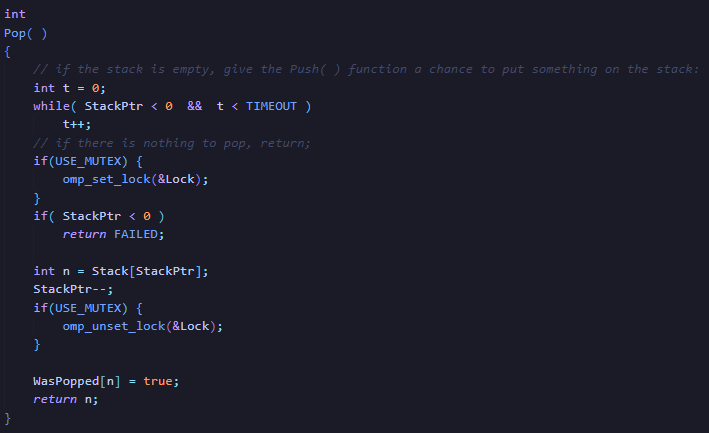 int
Pop( )
{
    // if the stack is empty, give the Push( ) function a chance to put something on the stack:
    int t = 0;
    while( StackPtr < 0  &&  t < TIMEOUT )
        t++;
    // if there is nothing to pop, return;
    if(USE_MUTEX) {
        omp_set_lock(&Lock);
    }
    if( StackPtr < 0 )
        return FAILED;

    int n = Stack[StackPtr];
    StackPtr--;
    if(USE_MUTEX) {
        omp_unset_lock(&Lock);
    }

    WasPopped[n] = true;
    return n;
}